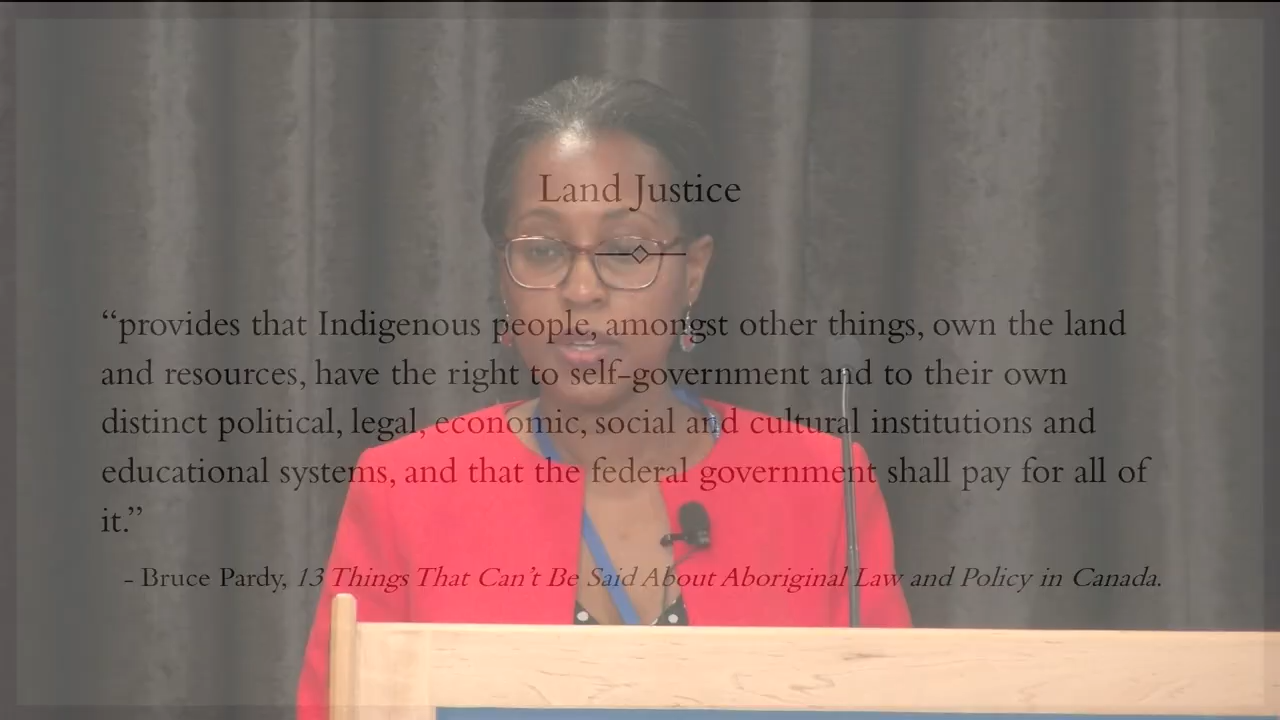 Land Justice
“provides that Indigenous people, amongst other things, own the land
and resources, have the right to self-government and to their own
distinct political, legal, economic, social and cultural institutions and
educational systems, and that the federal government shall pay for all of
it.”
- Bruce Pardy, 13 Things That Can’t Be Said About Aboriginal Law and Policy in Canada.